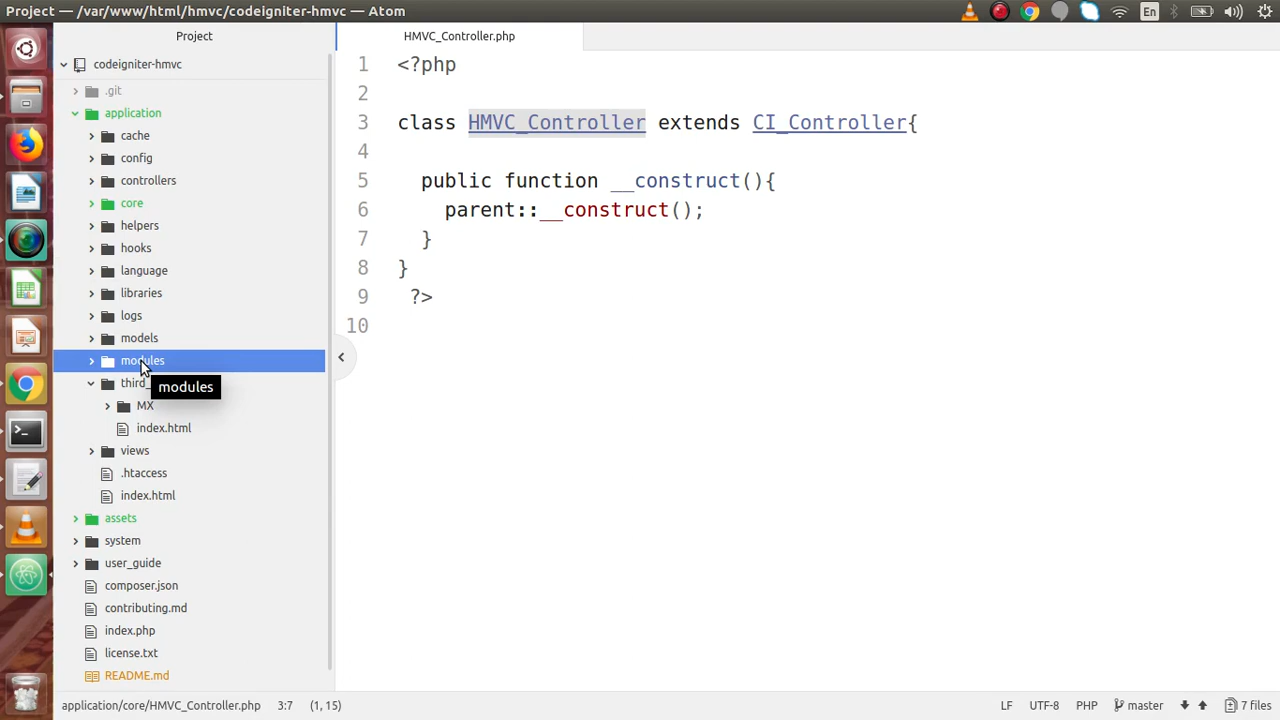 Project — /var/www/html/hmvc/codeigniter-hmvc — Atom
En
Project
codeigniter-hmvc
.git
application
cache
config
controllers
core
helpers
hooks
language
libraries
logs
models
modules
third_
modules
MX
index.html
views
.htaccess
index.html
assets
system
user_guide
composer.json
contributing.md
index.php
license.txt
README.md
HMVC_Controller.php
1 <?php
2
3 class HMVC_Controller extends CI_Controller{
4
5 public function __construct(){
6 parent::__construct();
7 }
8 }
9 ?>
10
application/core/HMVC_Controller.php 3:7 (1, 15) LF UTF-8 PHP master 7 files